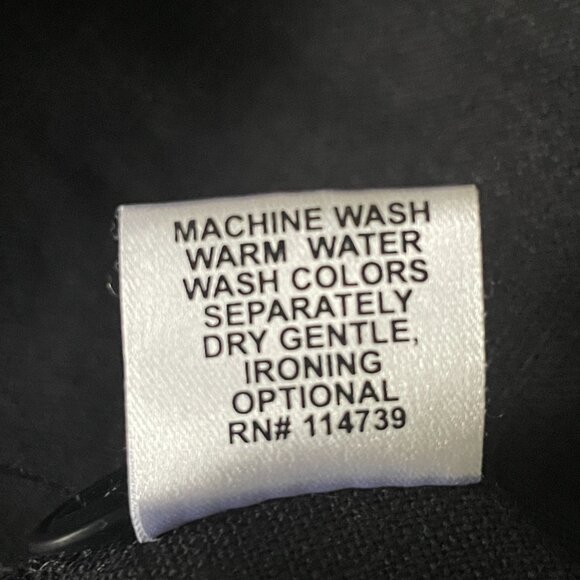 MACHINE WASH
WARM WATER
WASH COLORS
SEPARATELY
DRY GENTLE,
IRONING
OPTIONAL
RN# 114739